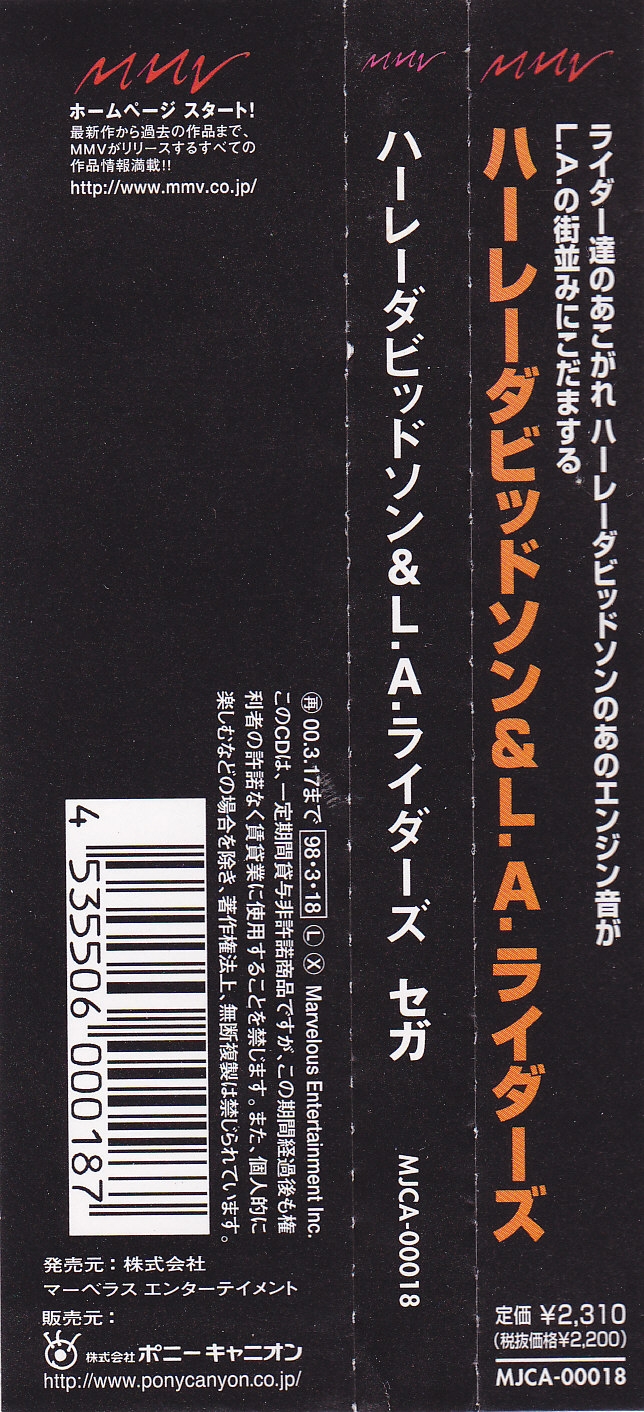 MMV
ライダー達のあこがれ ハーレーダビッドソンのあのエンジン音が
L.A.の街並みにこだまする
ハーレーダビッドソン&L.A.ライダーズ
定価 ¥2,310
(税抜価格¥2,200)
MJCA-00018
MMV
ハーレーダビッドソン&L.A.ライダーズ セガ
MJCA-00018
MMV
ホームページ スタート!
最新作から過去の作品まで、
MMVがリリースするすべての
作品情報満載!!
http://www.mmv.co.jp/
再 00.3.17まで 98・3・18 L X Marvelous Entertainment Inc.
このCDは、一定期間貸与非許諾商品ですが、この期間経過後も権
利者の許諾なく賃貸業に使用することを禁じます。また、個人的に
楽しむなどの場合を除き、著作権法上、無断複製は禁じられています。
4 535506 000187
発売元：株式会社
マーベラス エンターテイメント
販売元：
株式会社 ポニーキャニオン
http://www.ponycanyon.co.jp/